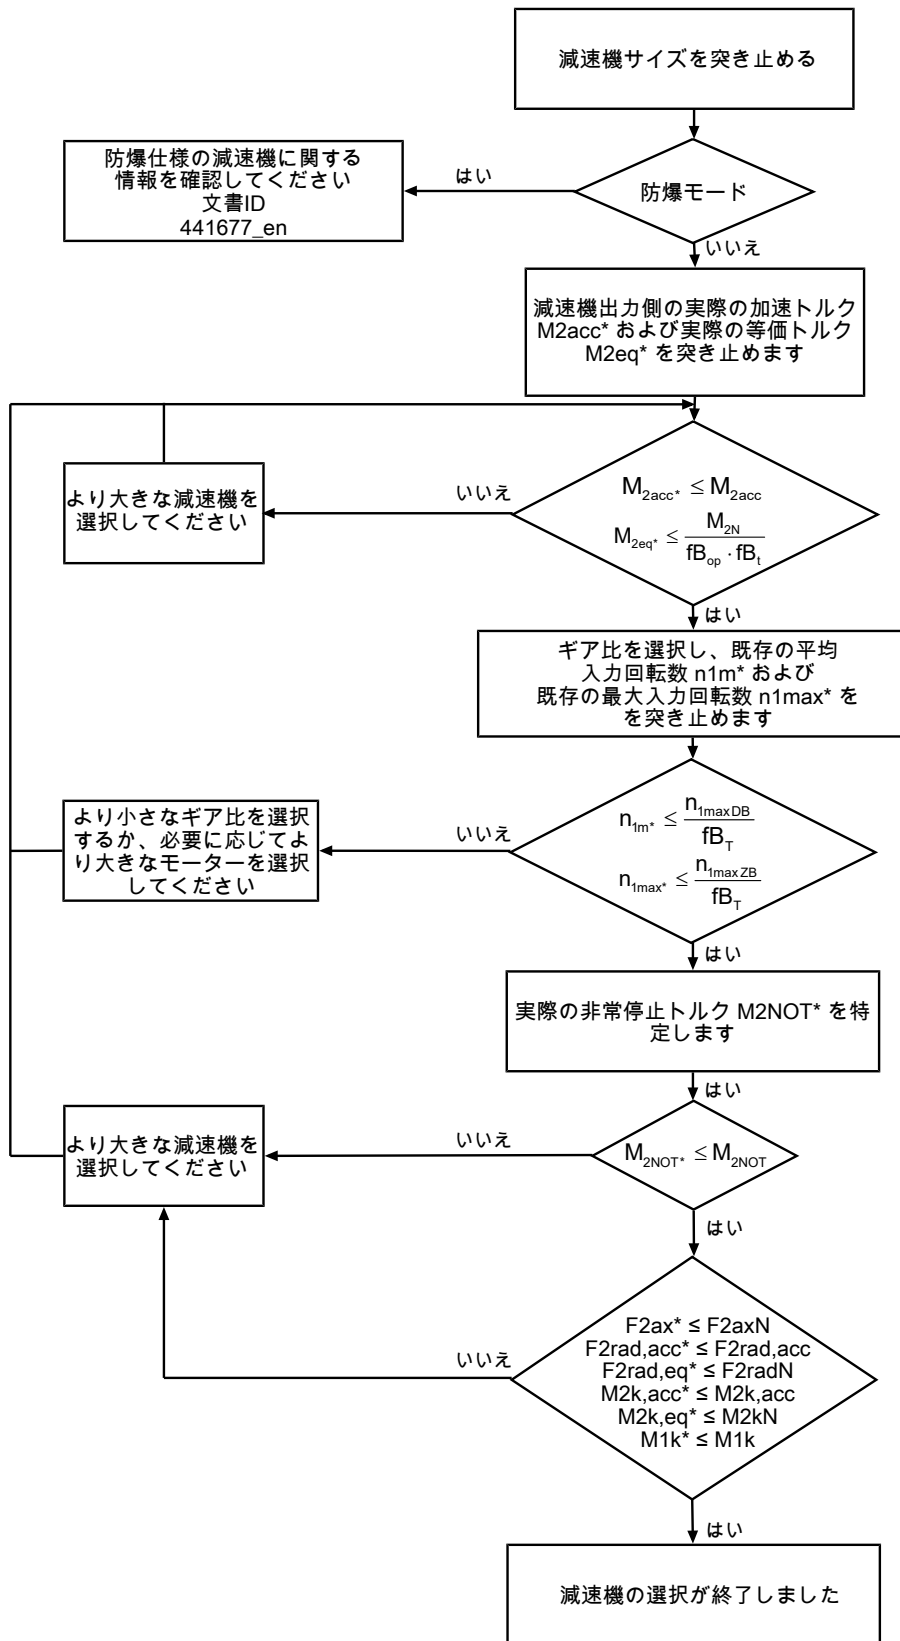 減速機サイズを突き止める
防爆仕様の減速機に関する
情報を確認してください
文書ID
441677_en
はい
防爆モード
いいえ
減速機出力側の実際の加速トルク
M2acc* および実際の等価トルク
M2eq* を突き止めます
より大きな減速機を
選択してください
いいえ
M2acc* ≤ M2acc
M2eq* ≤ M2N / fBop · fBt
はい
ギア比を選択し、既存の平均
入力回転数 n1m* および
既存の最大入力回転数 n1max* を
を突き止めます
より小さなギア比を選択
するか、必要に応じてよ
り大きなモーターを選択
してください
いいえ
n1m* ≤ n1maxDB / fBT
n1max* ≤ n1maxZB / fBT
はい
実際の非常停止トルク M2NOT* を特
定します
はい
より大きな減速機を
選択してください
いいえ
M2NOT* ≤ M2NOT
はい
いいえ
F2ax* ≤ F2axN
F2rad,acc* ≤ F2rad,acc
F2rad,eq* ≤ F2radN
M2k,acc* ≤ M2k,acc
M2k,eq* ≤ M2kN
M1k* ≤ M1k
はい
減速機の選択が終了しました